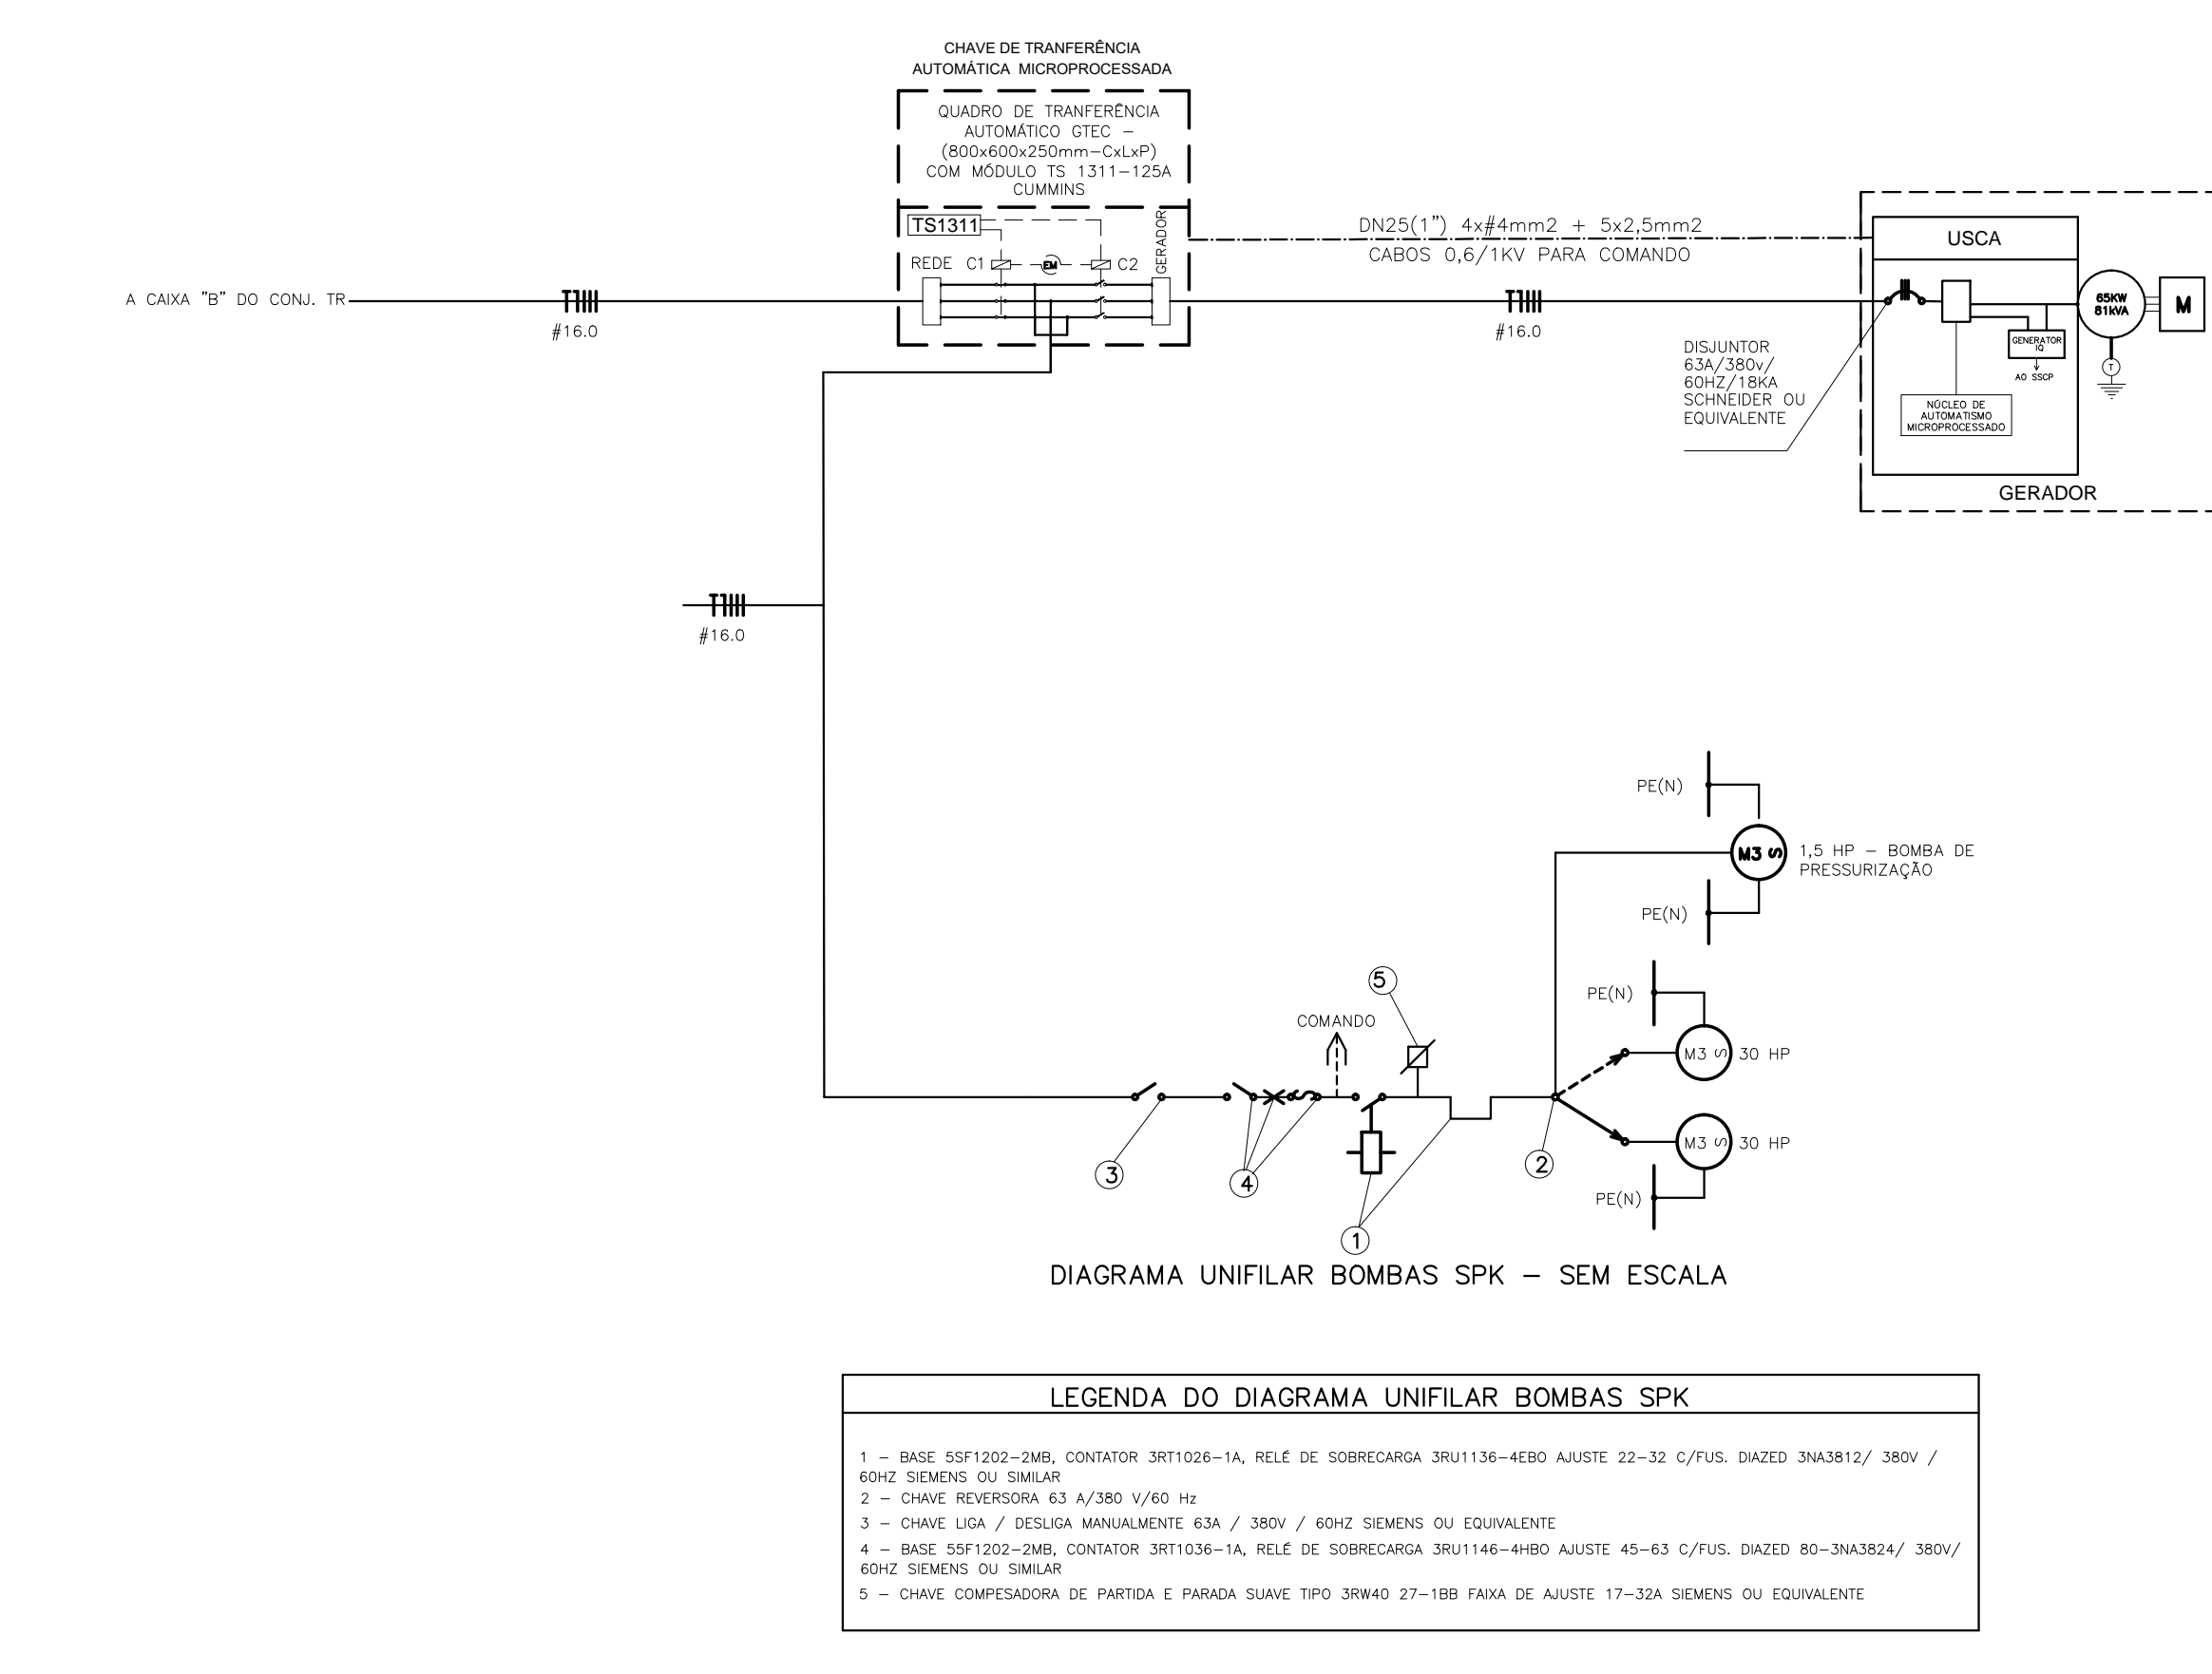 CHAVE DE TRANFERÊNCIA
AUTOMÁTICA MICROPROCESSADA
QUADRO DE TRANFERÊNCIA
AUTOMÁTICO GTEC –
(800x600x250mm–CxLxP)
COM MÓDULO TS 1311–125A
CUMMINS
TS1311
REDE C1
EM
C2
GERADOR
A CAIXA "B" DO CONJ. TR
#16.0
DN25(1") 4x#4mm2 + 5x2,5mm2
CABOS 0,6/1KV PARA COMANDO
#16.0
DISJUNTOR
63A/380v/
60HZ/18KA
SCHNEIDER OU
EQUIVALENTE
USCA
65KW
81kVA
M
GENERATOR
IQ
AO SSCP
T
NÚCLEO DE
AUTOMATISMO
MICROPROCESSADO
GERADOR
#16.0
PE(N)
M3 S
1,5 HP – BOMBA DE
PRESSURIZAÇÃO
PE(N)
PE(N)
M3 S 30 HP
M3 S 30 HP
PE(N)
COMANDO
5
3
4
2
1
DIAGRAMA UNIFILAR BOMBAS SPK – SEM ESCALA
LEGENDA DO DIAGRAMA UNIFILAR BOMBAS SPK
1 – BASE 5SF1202–2MB, CONTATOR 3RT1026–1A, RELÉ DE SOBRECARGA 3RU1136–4EBO AJUSTE 22–32 C/FUS. DIAZED 3NA3812/ 380V /
60HZ SIEMENS OU SIMILAR
2 – CHAVE REVERSORA 63 A/380 V/60 Hz
3 – CHAVE LIGA / DESLIGA MANUALMENTE 63A / 380V / 60HZ SIEMENS OU EQUIVALENTE
4 – BASE 55F1202–2MB, CONTATOR 3RT1036–1A, RELÉ DE SOBRECARGA 3RU1146–4HBO AJUSTE 45–63 C/FUS. DIAZED 80–3NA3824/ 380V/
60HZ SIEMENS OU SIMILAR
5 – CHAVE COMPESADORA DE PARTIDA E PARADA SUAVE TIPO 3RW40 27–1BB FAIXA DE AJUSTE 17–32A SIEMENS OU EQUIVALENTE